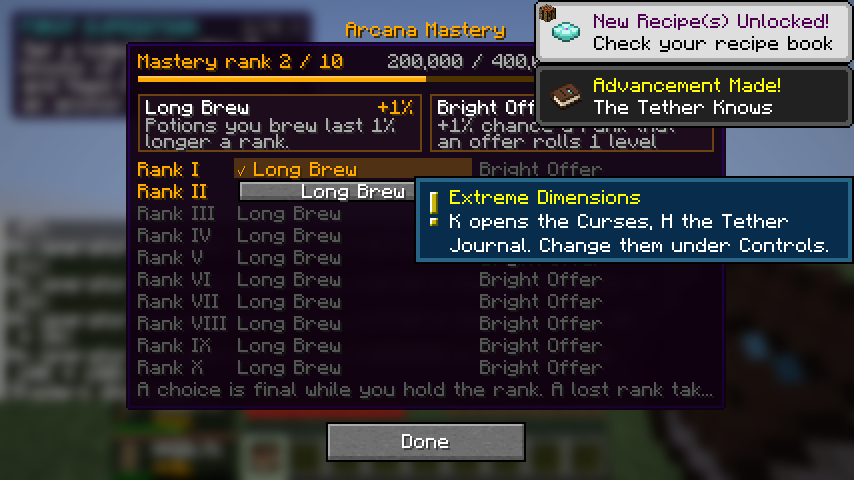 Arcana Mastery
New Recipe(s) Unlocked!
Check your recipe book
Advancement Made!
The Tether Knows
Mastery rank 2 / 10
200,000 / 400,
Long Brew +1%
Potions you brew last 1%
longer a rank.
Bright Off
+1% chance a rank that
an offer rolls 1 level
Rank I ✓ Long Brew Bright Offer
Rank II Long Brew
Extreme Dimensions
K opens the Curses, H the Tether
Journal. Change them under Controls.
Rank III Long Brew
Rank IV Long Brew
Rank V Long Brew Bright Offer
Rank VI Long Brew Bright Offer
Rank VII Long Brew Bright Offer
Rank VIII Long Brew Bright Offer
Rank IX Long Brew Bright Offer
Rank X Long Brew Bright Offer
A choice is final while you hold the rank. A lost rank tak...
Done